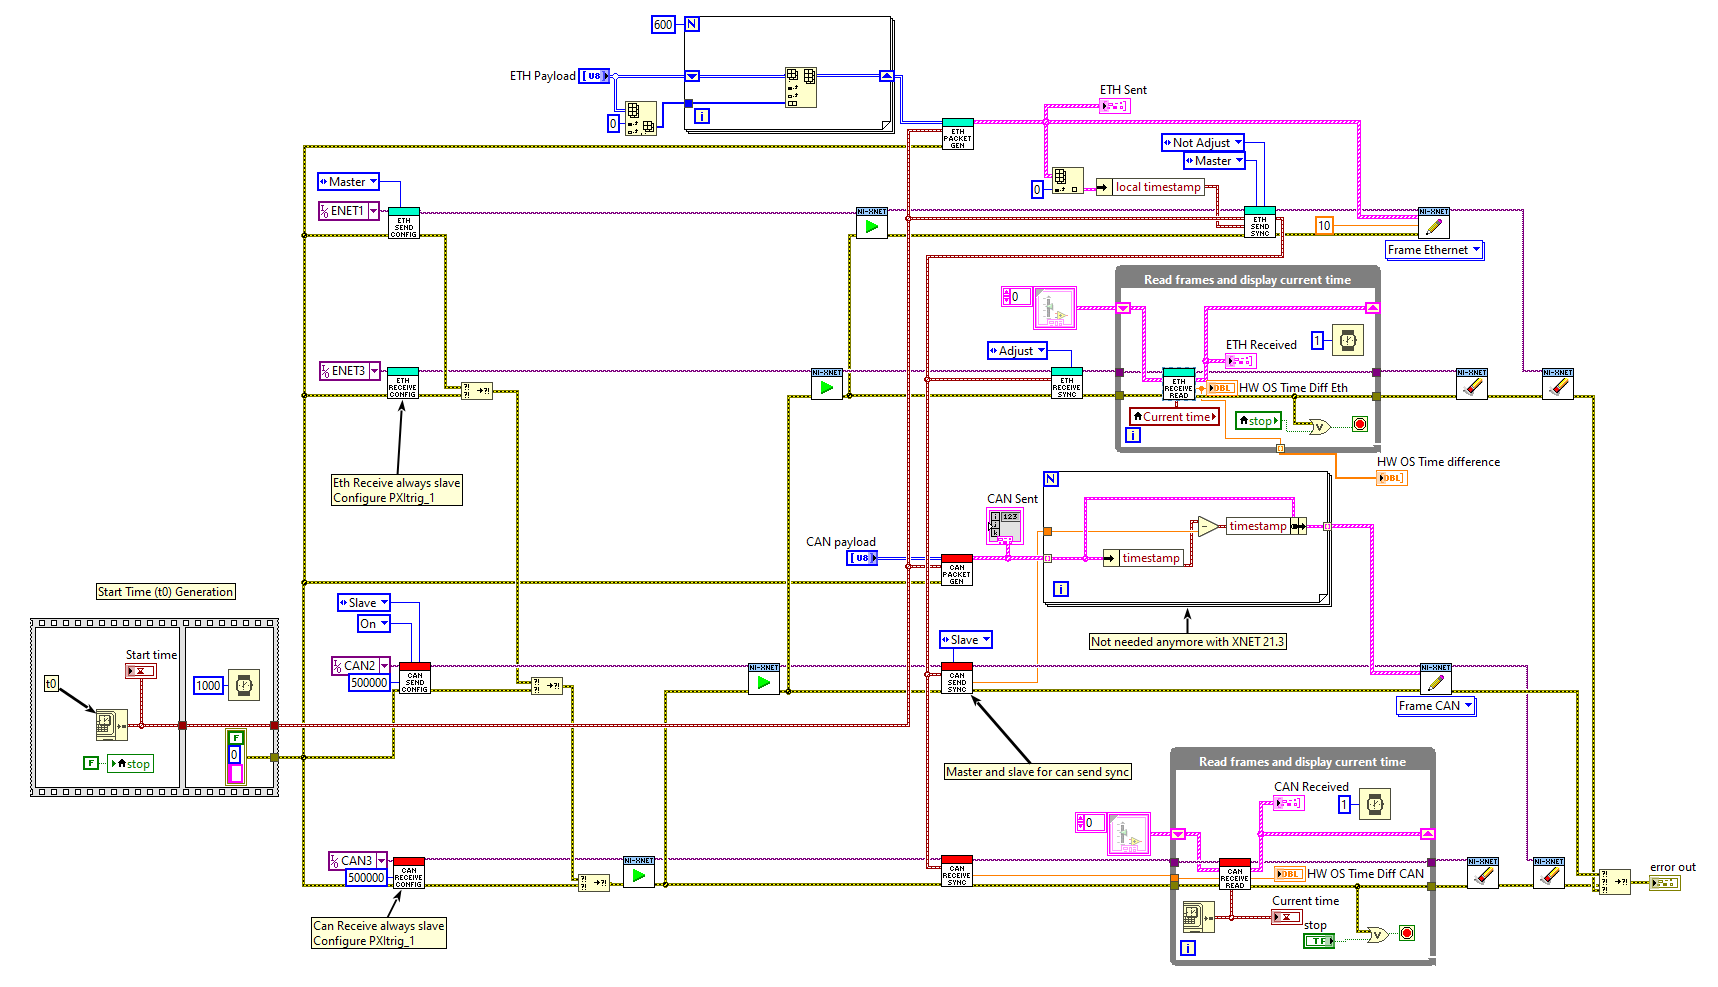 600
N
ETH Payload
[ U8 ]
0
i
ETH Sent
ETH
PACKET
GEN
Not Adjust
Master
0
local timestamp
Master
ENET1
ETH
SEND
CONFIG
NI-XNET
ETH
SEND
SYNC
10
NI-XNET
Frame Ethernet
Read frames and display current time
0
1
ETH Received
Adjust
ENET3
ETH
RECEIVE
CONFIG
NI-XNET
ETH
RECEIVE
SYNC
ETH
RECEIVE
READ
DBL
HW OS Time Diff Eth
NI-XNET
NI-XNET
Current time
stop
i
Eth Receive always slave
Configure PXItrig_1
HW OS Time difference
[DBL]
N
CAN Sent
123
CAN payload
[ U8 ]
timestamp
timestamp
CAN
PACKET
GEN
i
Start Time (t0) Generation
Slave
On
Not needed anymore with XNET 21.3
Slave
Start time
t0
1000
CAN2
500000
CAN
SEND
CONFIG
NI-XNET
CAN
SEND
SYNC
NI-XNET
Frame CAN
F
0
F
stop
Master and slave for can send sync
Read frames and display current time
CAN Received
1
0
CAN3
500000
CAN
RECEIVE
CONFIG
NI-XNET
CAN
RECEIVE
SYNC
CAN
RECEIVE
READ
DBL
HW OS Time Diff CAN
NI-XNET
NI-XNET
error out
Current time
stop
TF
i
Can Receive always slave
Configure PXItrig_1